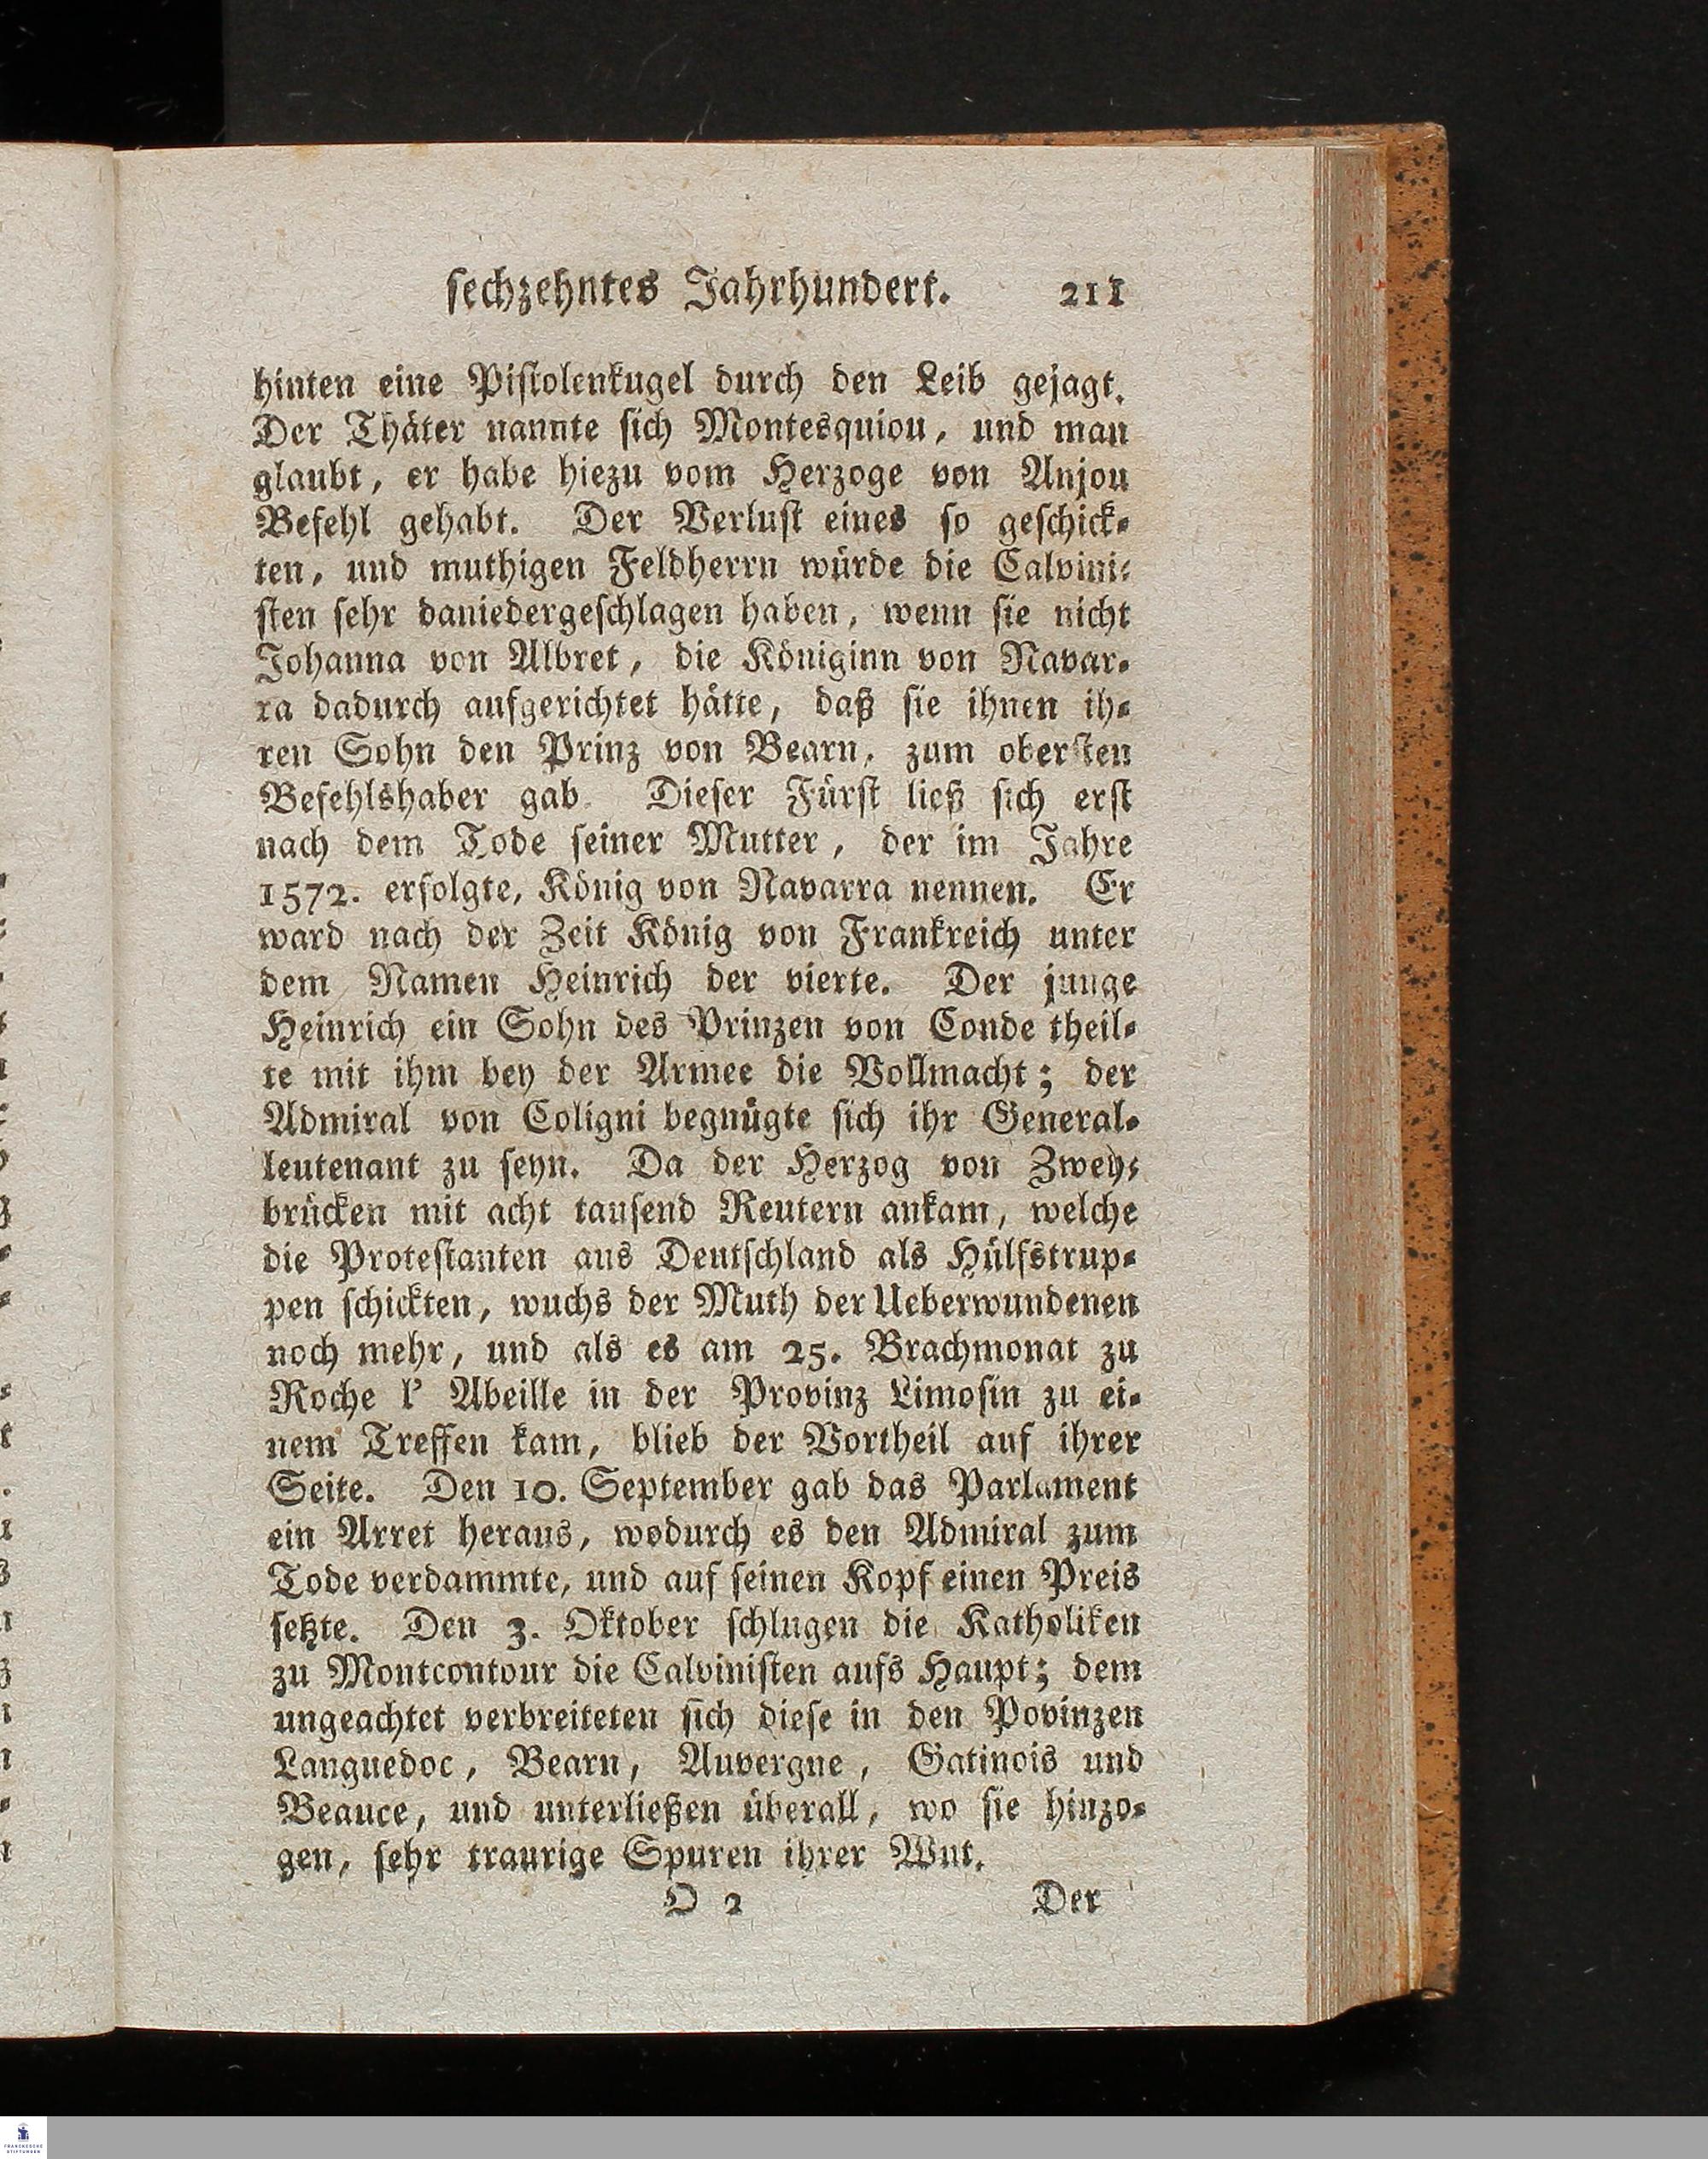 sechzehntes Jahrhundert. 211
hinten eine Pistolenkugel durch den Leib gejagt.
Der Thäter nannte sich Montesquiou, und man
glaubt, er habe hiezu vom Herzoge von Anjou
Befehl gehabt. Der Verlust eines so geschick-
ten, und muthigen Feldherrn würde die Calvini-
sten sehr daniedergeschlagen haben, wenn sie nicht
Johanna von Albret, die Königinn von Navar-
ra dadurch aufgerichtet hätte, daß sie ihnen ih-
ren Sohn den Prinz von Bearn, zum obersten
Befehlshaber gab. Dieser Fürst ließ sich erst
nach dem Tode seiner Mutter, der im Jahre
1572. erfolgte, König von Navarra nennen. Er
ward nach der Zeit König von Frankreich unter
dem Namen Heinrich der vierte. Der junge
Heinrich ein Sohn des Prinzen von Conde theil-
te mit ihm bey der Armee die Vollmacht; der
Admiral von Coligni begnügte sich ihr General-
leutenant zu seyn. Da der Herzog von Zwey-
brücken mit acht tausend Reutern ankam, welche
die Protestanten aus Deutschland als Hülfstrup-
pen schickten, wuchs der Muth der Ueberwundenen
noch mehr, und als es am 25. Brachmonat zu
Roche l' Abeille in der Provinz Limosin zu ei-
nem Treffen kam, blieb der Vortheil auf ihrer
Seite. Den 10. September gab das Parlament
ein Arret heraus, wodurch es den Admiral zum
Tode verdammte, und auf seinen Kopf einen Preis
setzte. Den 3. Oktober schlugen die Katholiken
zu Montcontour die Calvinisten aufs Haupt; dem
ungeachtet verbreiteten sich diese in den Povinzen
Languedoc, Bearn, Auvergne, Gatinois und
Beauce, und unterließen überall, wo sie hinzo-
gen, sehr traurige Spuren ihrer Wut.
O 2 Der
FRANCKESCHE
STIFTUNGEN